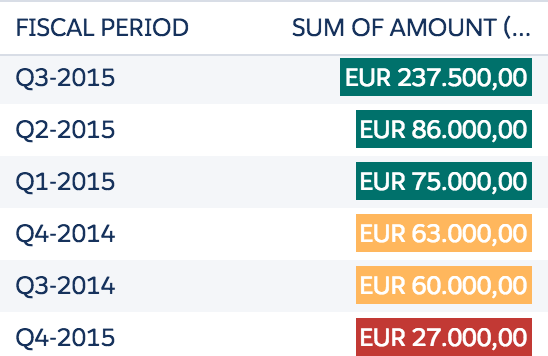 FISCAL PERIOD SUM OF AMOUNT (...
Q3-2015 EUR 237.500,00
Q2-2015 EUR 86.000,00
Q1-2015 EUR 75.000,00
Q4-2014 EUR 63.000,00
Q3-2014 EUR 60.000,00
Q4-2015 EUR 27.000,00